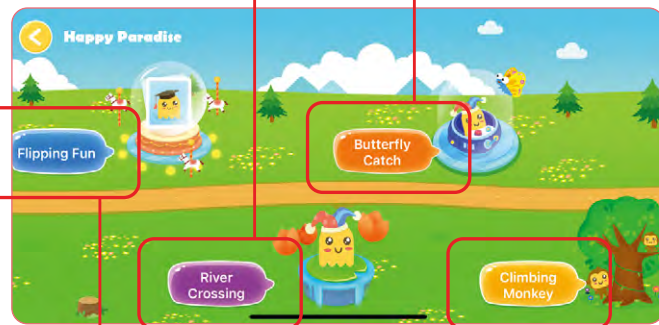 Happy Paradise
Flipping Fun
Butterfly
Catch
River
Crossing
Climbing
Monkey